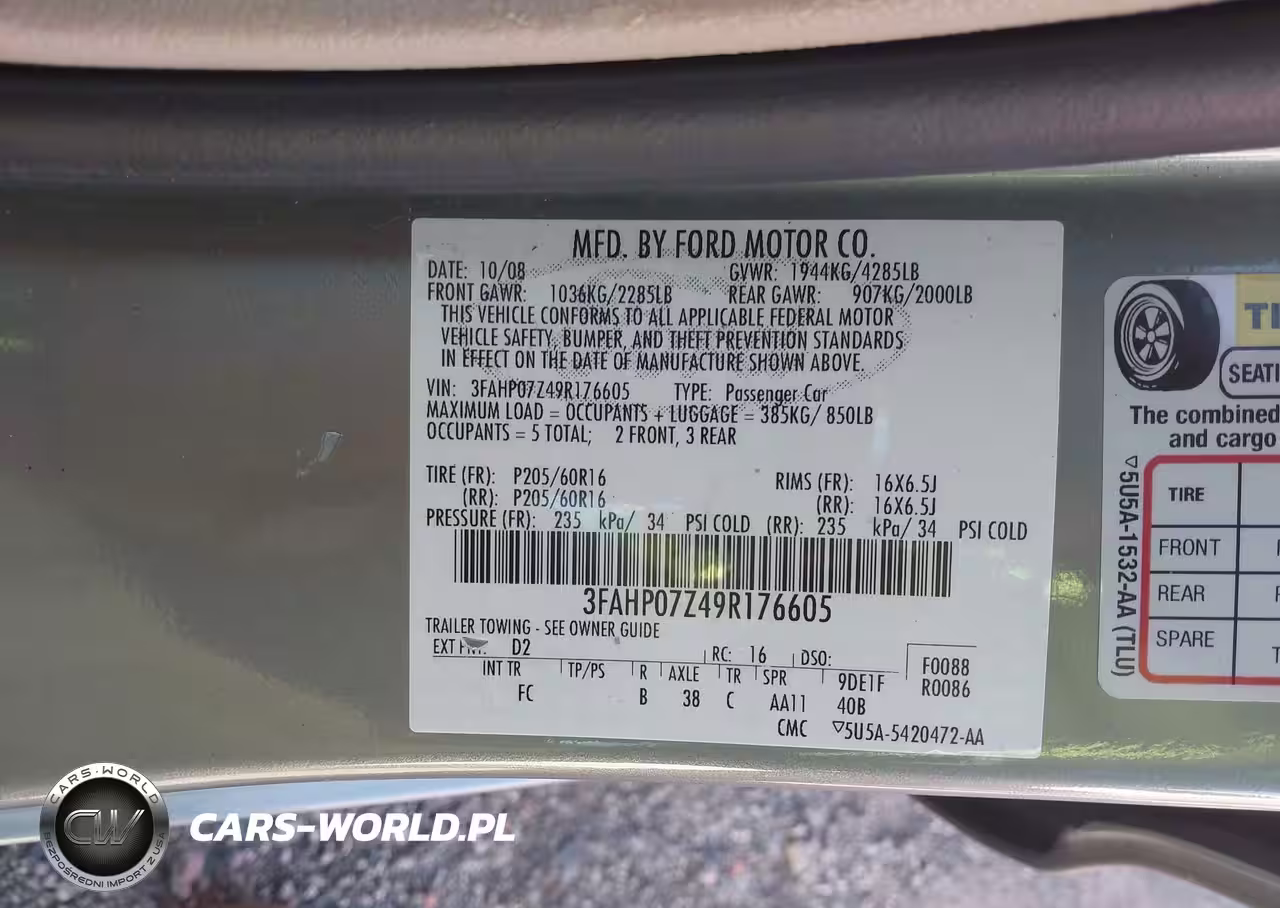 MFD. BY FORD MOTOR CO.
DATE: 10/08 GVWR: 1944KG/4285LB
FRONT GAWR: 1036KG/2285LB REAR GAWR: 907KG/2000LB
THIS VEHICLE CONFORMS TO ALL APPLICABLE FEDERAL MOTOR
VEHICLE SAFETY, BUMPER, AND THEFT PREVENTION STANDARDS
IN EFFECT ON THE DATE OF MANUFACTURE SHOWN ABOVE.
VIN: 3FAHP07Z49R176605 TYPE: Passenger Car
MAXIMUM LOAD = OCCUPANTS + LUGGAGE = 385KG/ 850LB
OCCUPANTS = 5 TOTAL; 2 FRONT, 3 REAR
TIRE (FR): P205/60R16 RIMS (FR): 16X6.5J
(RR): P205/60R16 (RR): 16X6.5J
PRESSURE (FR): 235 kPa/ 34 PSI COLD (RR): 235 kPa/ 34 PSI COLD
3FAHP07Z49R176605
TRAILER TOWING - SEE OWNER GUIDE
EXT D2 RC: 16 DSO:
INT TR TP/PS R AXLE TR SPR 9DE1F
FC B 38 C AA11 40B
F0088
R0086
CMC ▽5U5A-5420472-AA
SEATI
The combined
and cargo
TIRE
FRONT
REAR
SPARE
▽5U5A-1532-AA (TLU)
CARS-WORLD
CW
BEZPOŚREDNI IMPORT Z USA
CARS-WORLD.PL